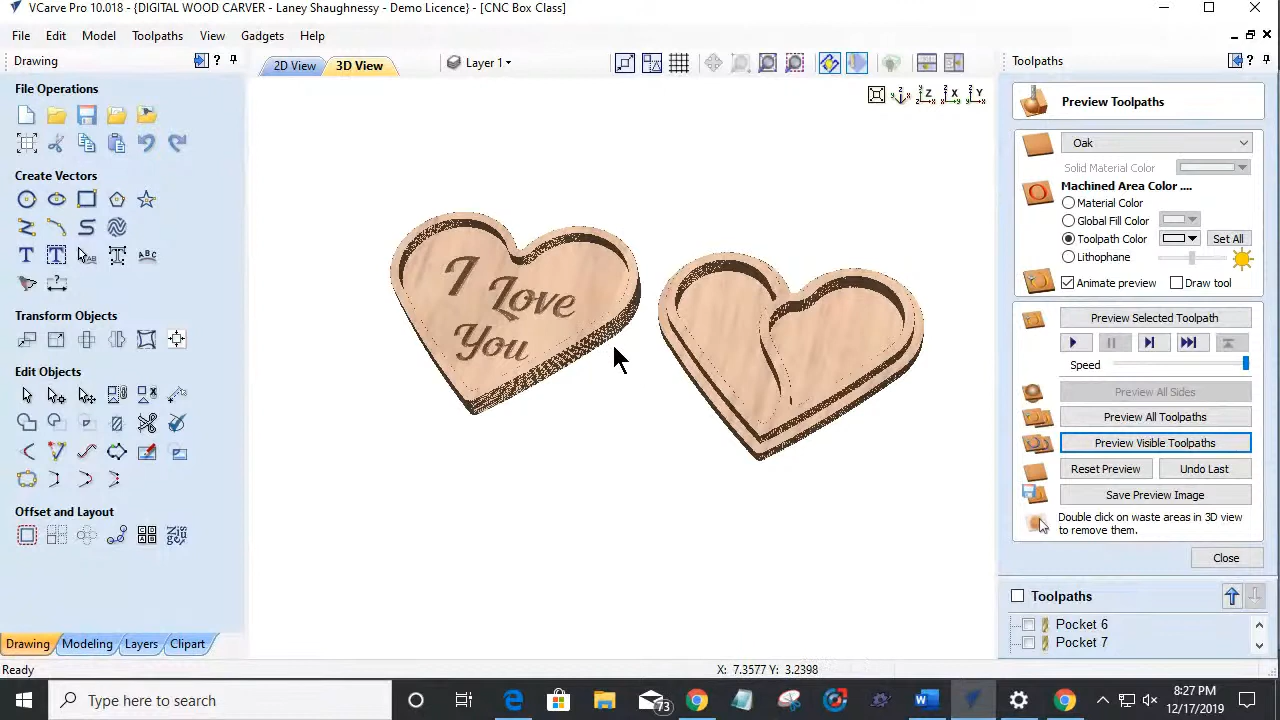 VCarve Pro 10.018 - {DIGITAL WOOD CARVER - Laney Shaughnessy - Demo Licence} - [CNC Box Class]
File Edit Model Toolpaths View Gadgets Help
Drawing
2D View 3D View
Layer 1
Toolpaths
File Operations
Create Vectors
Transform Objects
Edit Objects
Offset and Layout
I Love
You
Preview Toolpaths
Oak
Solid Material Color
Machined Area Color ....
Material Color
Global Fill Color
Toolpath Color Set All
Lithophane
Animate preview Draw tool
Preview Selected Toolpath
Speed
Preview All Sides
Preview All Toolpaths
Preview Visible Toolpaths
Reset Preview Undo Last
Save Preview Image
Double click on waste areas in 3D view
to remove them.
Close
Toolpaths
Pocket 6
Pocket 7
Drawing Modeling Layers Clipart
Ready
X: 7.3577 Y: 3.2398
Type here to search
73
8:27 PM
12/17/2019